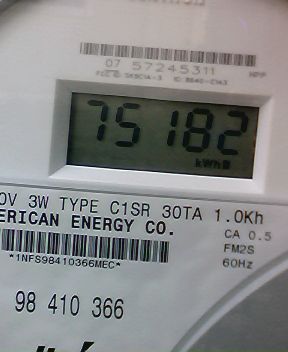 07 57245311
75182
kWh
0V 3W TYPE C1SR 30TA 1.0Kh
ERICAN ENERGY CO.
CA 0.5
FM2S
60Hz
*1NFS98410366MEC*
98 410 366